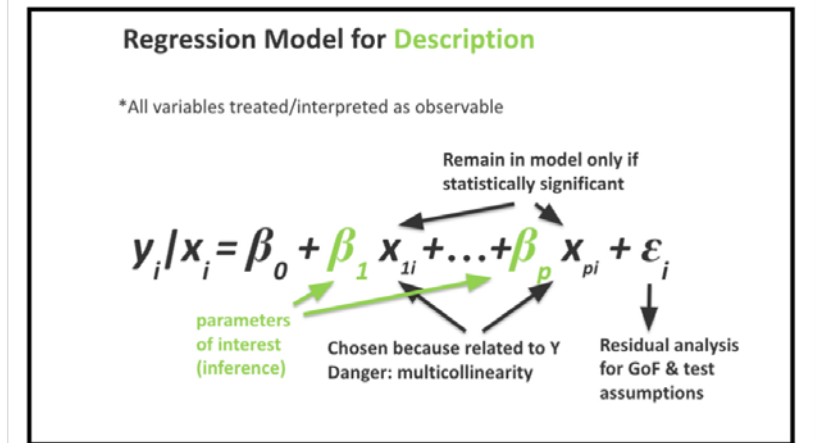 Regression Model for Description
*All variables treated/interpreted as observable
Remain in model only if
statistically significant
yᵢ|xᵢ= β₀ + β₁ x₁ᵢ +…+ βₚ xₚᵢ + εᵢ
parameters
of interest
(inference)
Chosen because related to Y
Danger: multicollinearity
Residual analysis
for GoF & test
assumptions